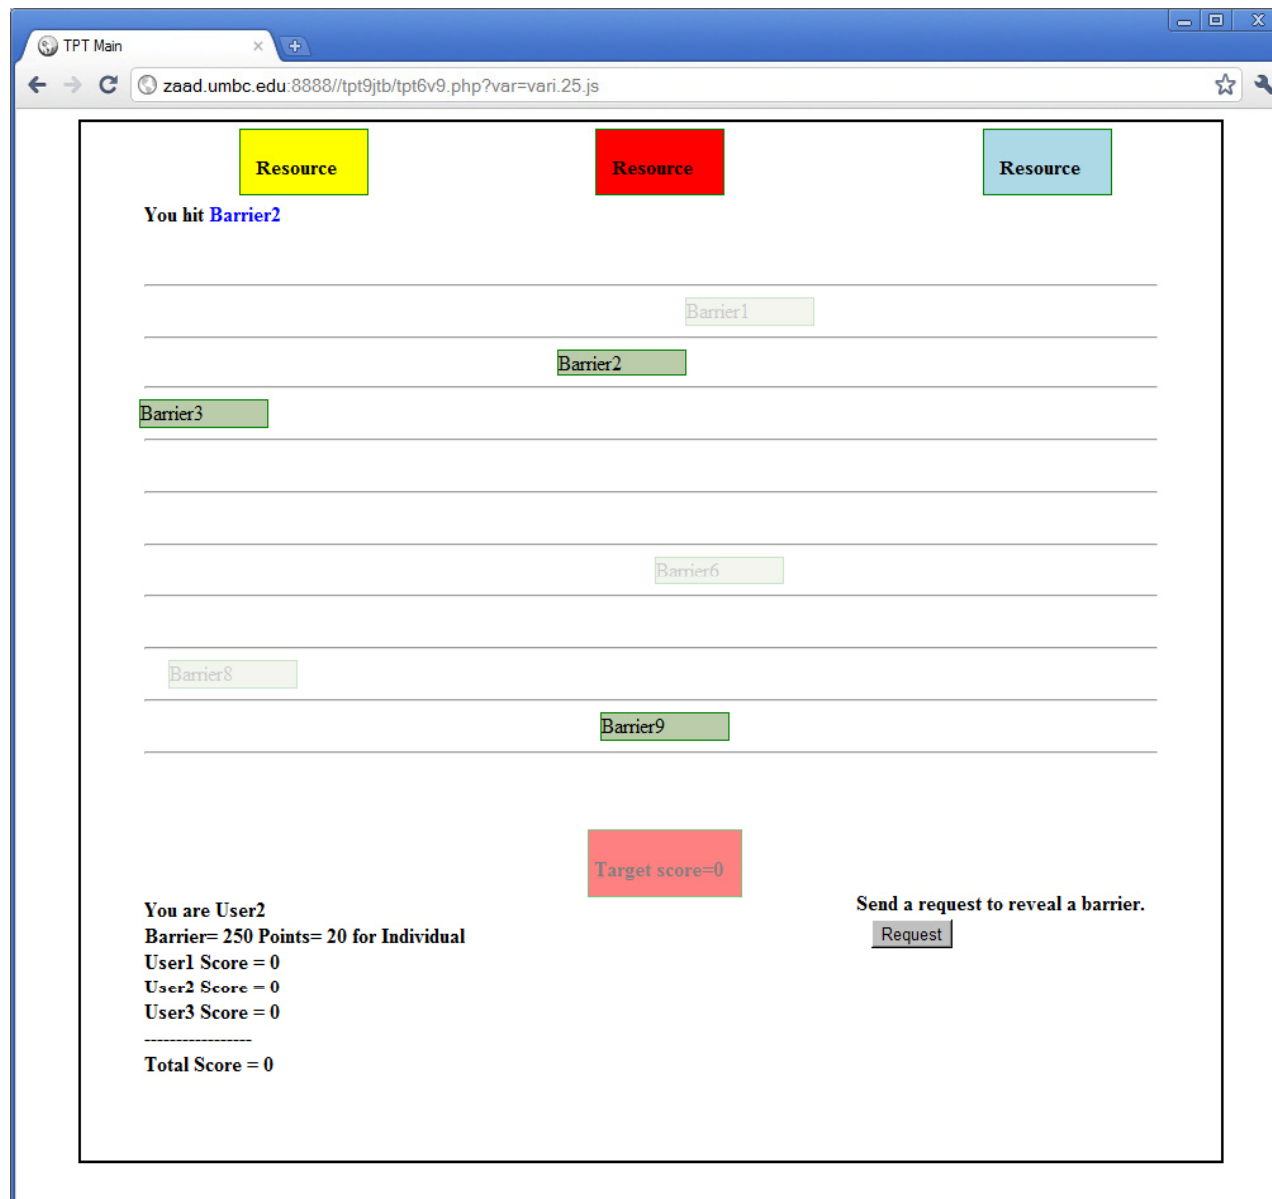 TPT Main
zaad.umbc.edu:8888//tpt9jtb/tpt6v9.php?var=vari.25.js
Resource Resource Resource
You hit Barrier2
Barrier1
Barrier2
Barrier3
Barrier6
Barrier8
Barrier9
Target score=0
Send a request to reveal a barrier.
Request
You are User2
Barrier= 250 Points= 20 for Individual
User1 Score = 0
User2 Score = 0
User3 Score = 0
-----------------
Total Score = 0